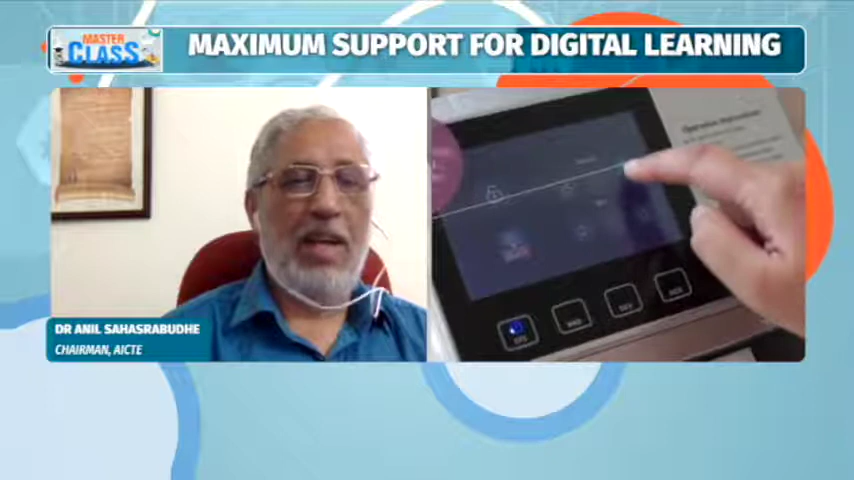 MASTER
CLASS
MAXIMUM SUPPORT FOR DIGITAL LEARNING
DR ANIL SAHASRABUDHE
CHAIRMAN, AICTE